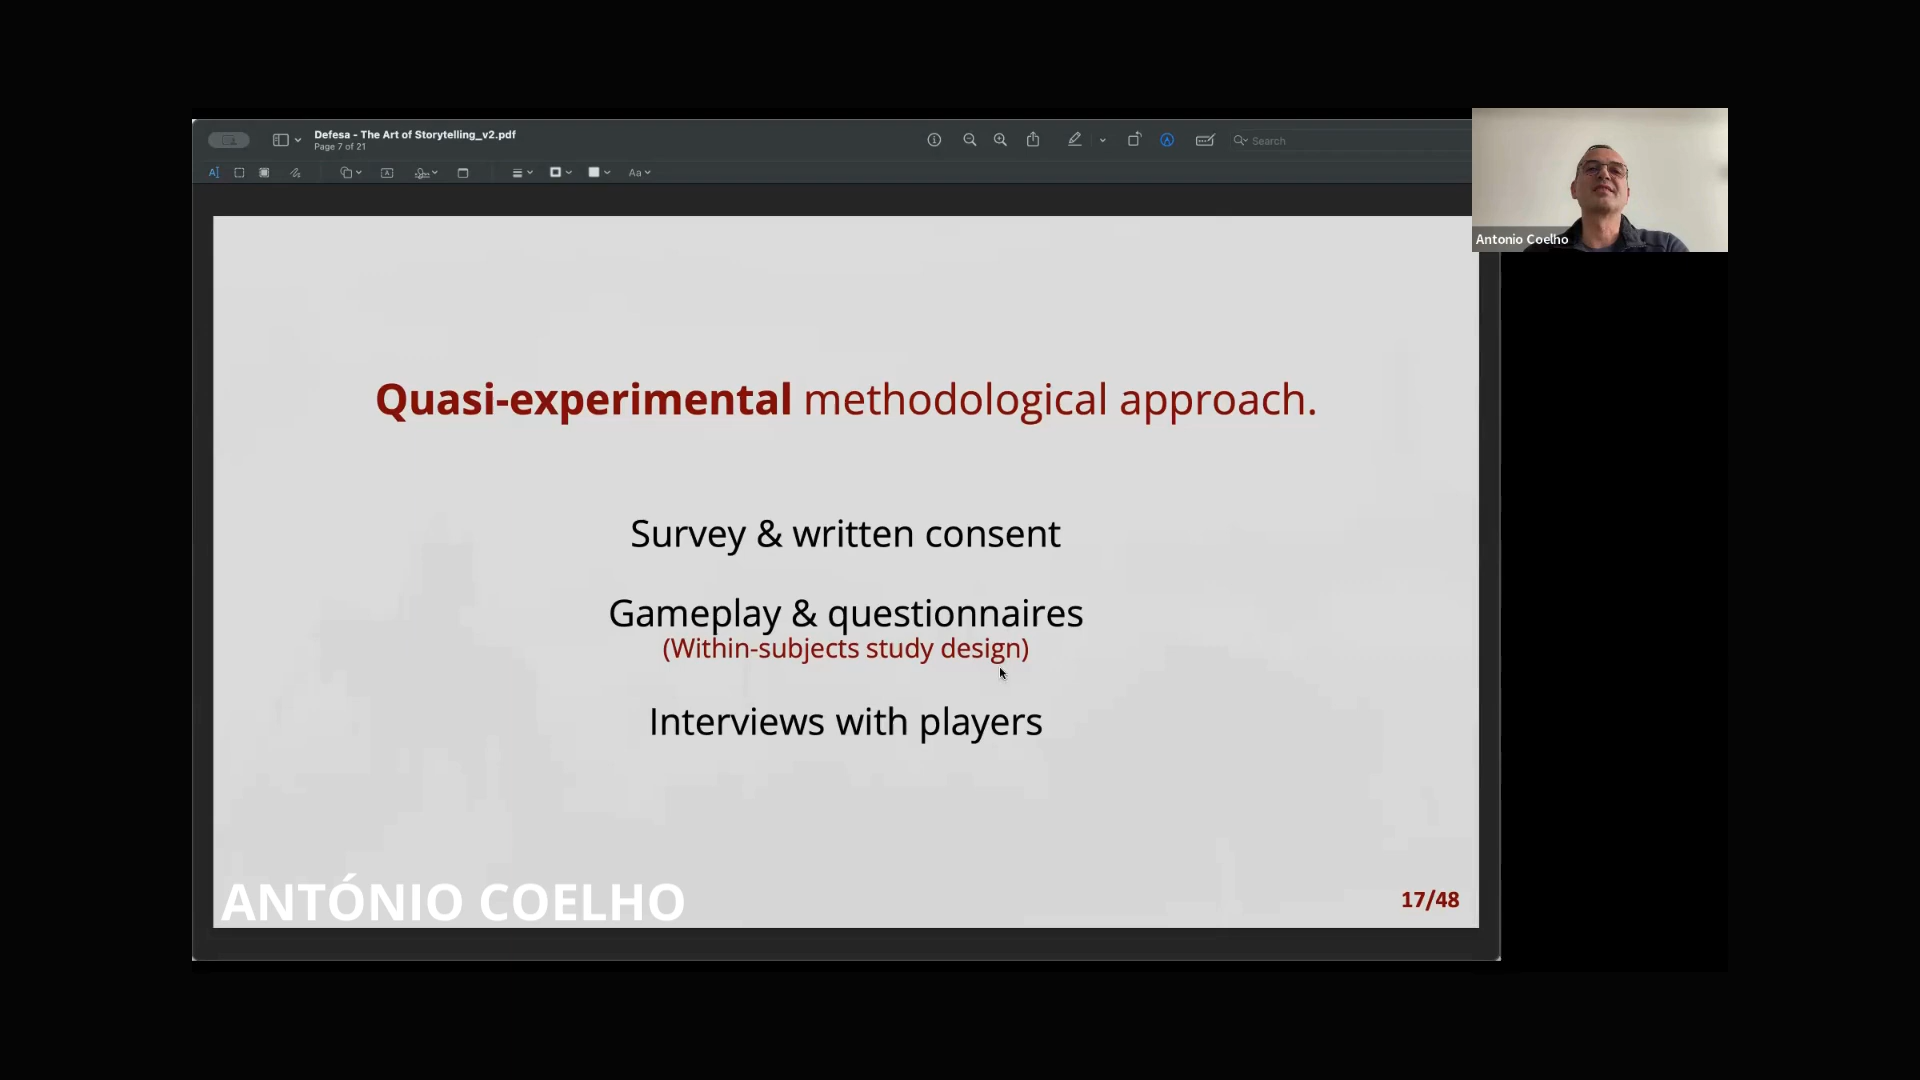 Defesa - The Art of Storytelling_v2.pdf
Page 7 of 21
Search
Aa
Antonio Coelho
Quasi-experimental methodological approach.
Survey & written consent
Gameplay & questionnaires
(Within-subjects study design)
Interviews with players
ANTÓNIO COELHO
17/48